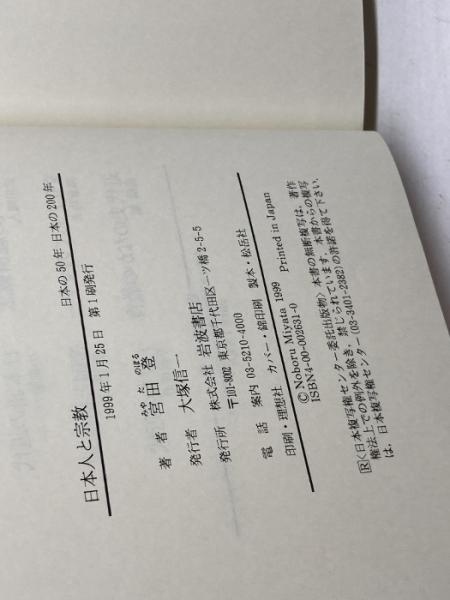 日本の50年 日本の200年
日本人と宗教
1999年1月25日 第1刷発行
みやた のぼる
著者 宮田 登
発行者 大塚信一
発行所 株式会社 岩波書店
〒101-8002 東京都千代田区一ツ橋2-5-5
電話 案内 03-5210-4000
印刷・理想社 カバー・錦印刷 製本・松岳社
© Noboru Miyata 1999 Printed in Japan
ISBN4-00-002631-0
Ⓡ〈日本複写権センター委託出版物〉本書の無断複写は、著作
権法上での例外を除き、禁じられています。本書からの複写
は、日本複写権センター(03-3401-2382)の許諾を得て下さい。